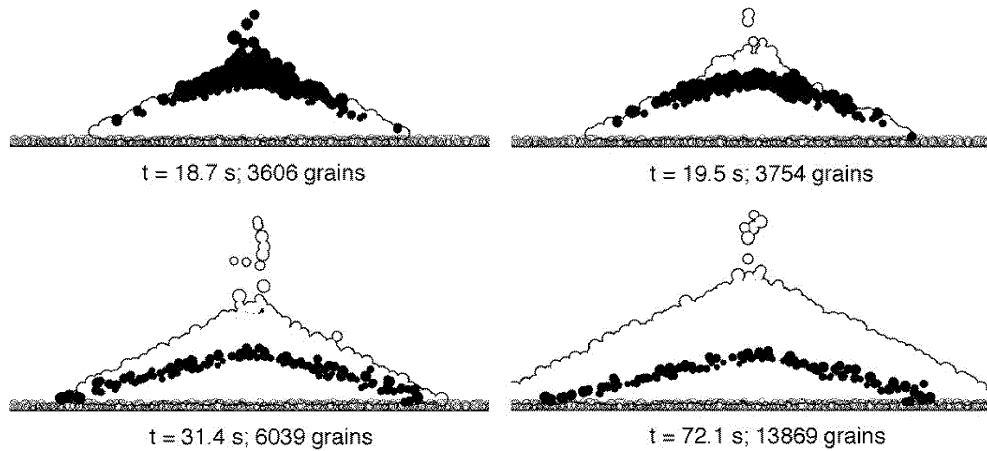 t = 18.7 s; 3606 grains
t = 19.5 s; 3754 grains
t = 31.4 s; 6039 grains
t = 72.1 s; 13869 grains